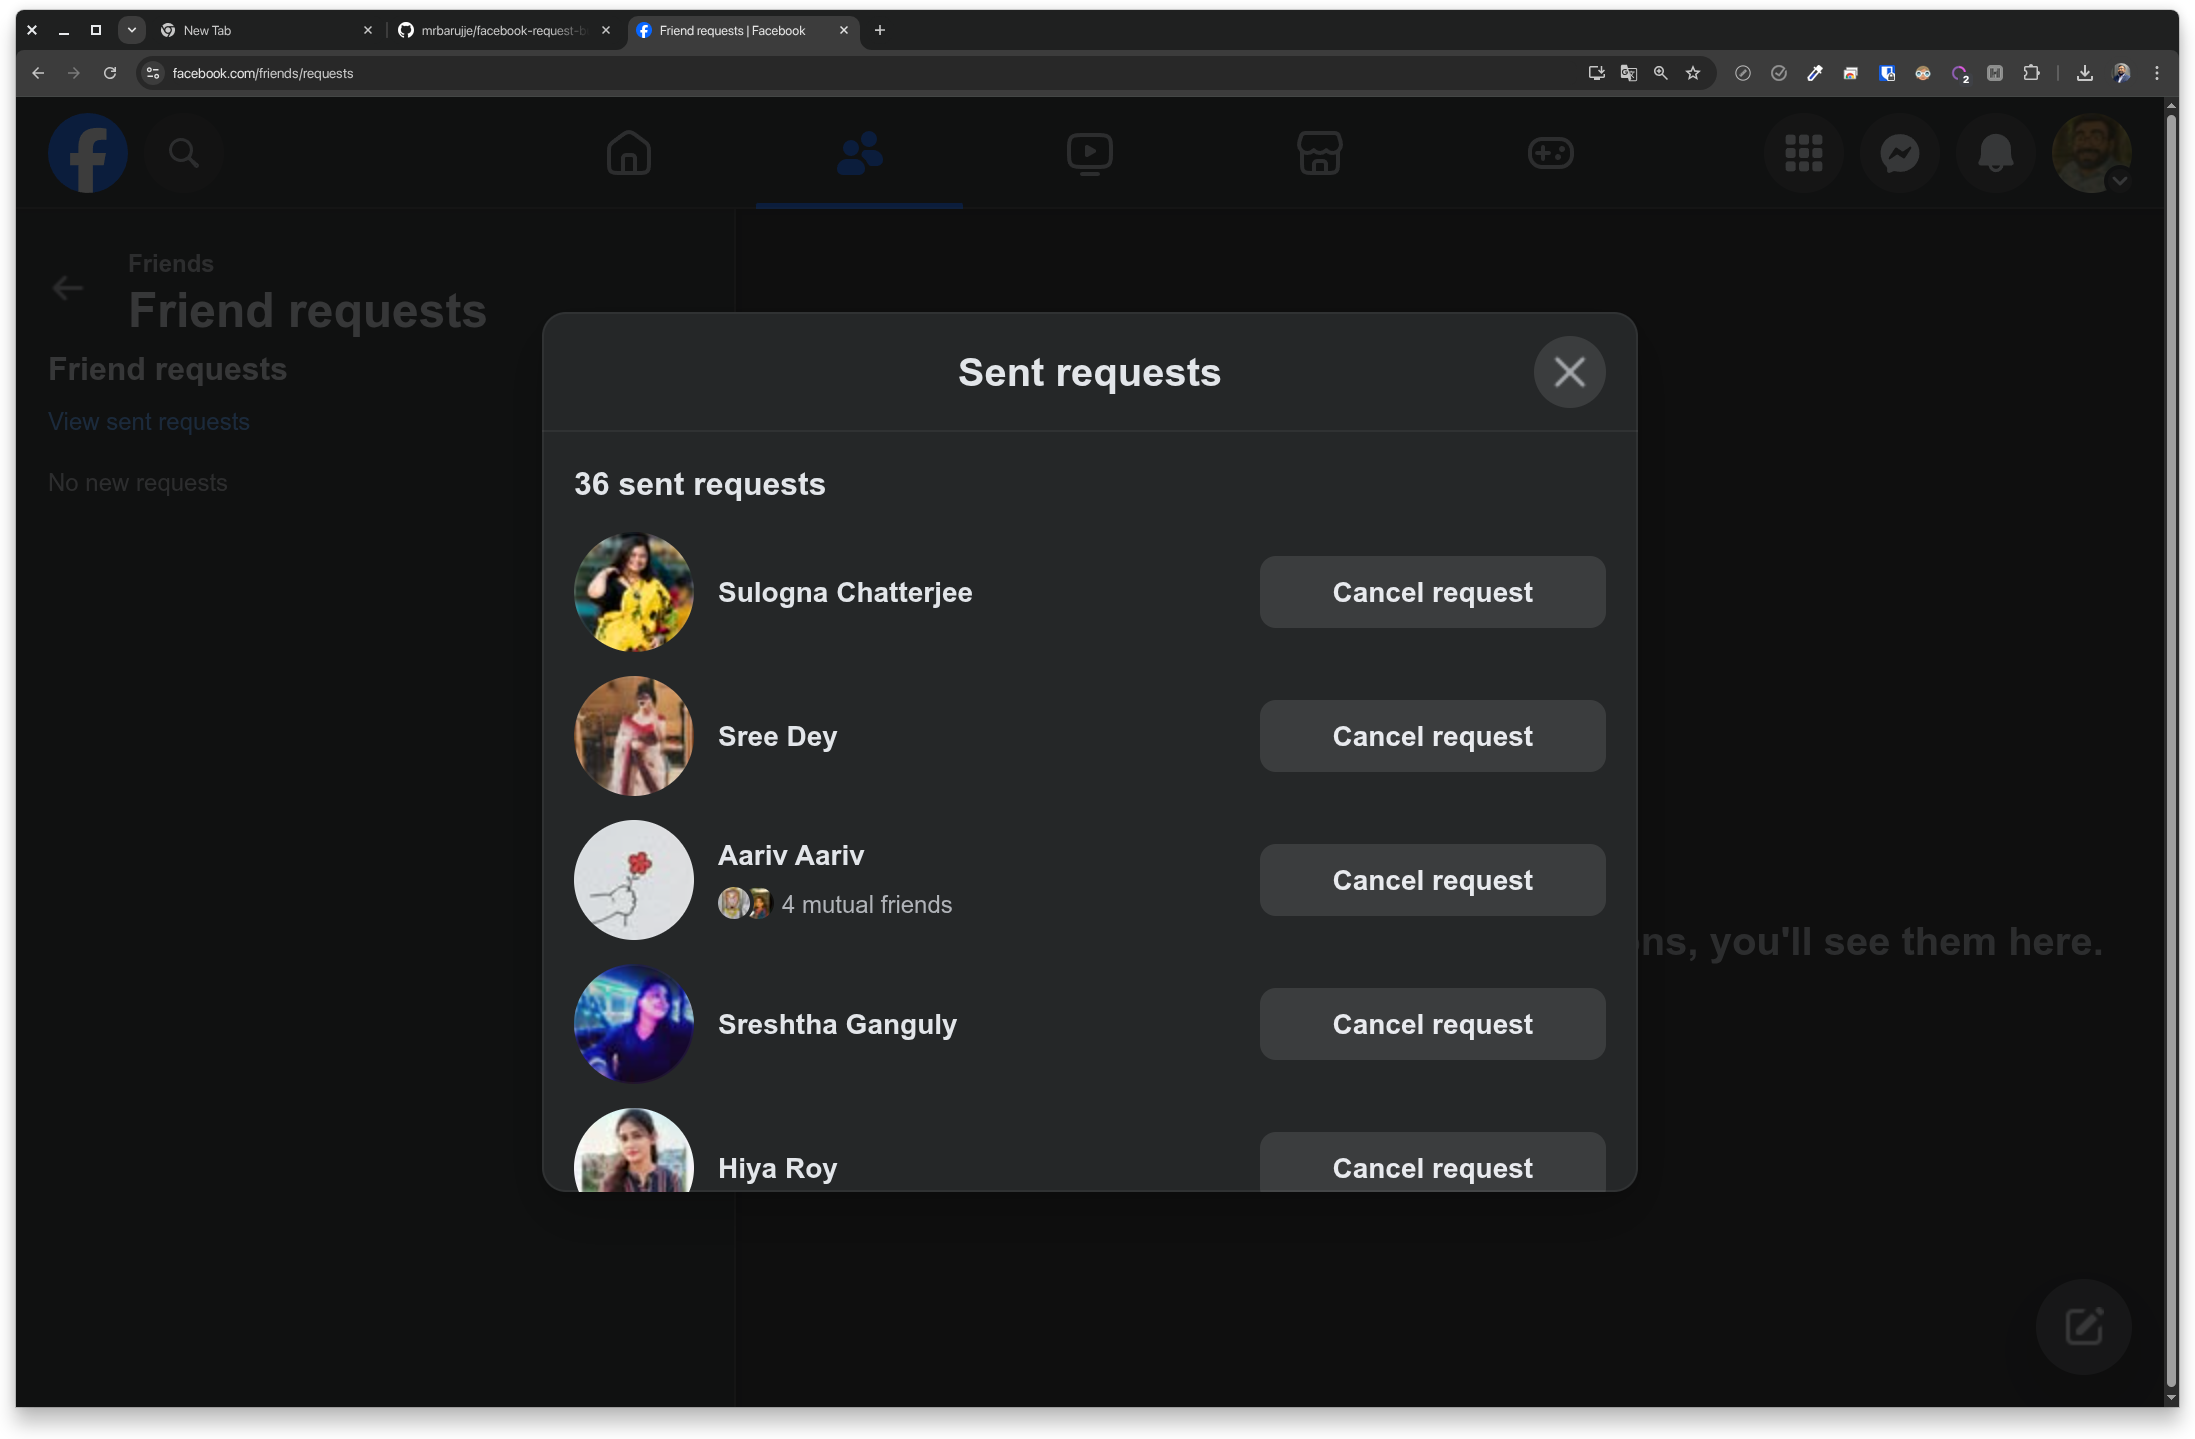 New Tab
mrbarujje/facebook-request-b
Friend requests | Facebook
facebook.com/friends/requests
2
Friends
Friend requests
Friend requests
View sent requests
No new requests
Sent requests
36 sent requests
Sulogna Chatterjee
Cancel request
Sree Dey
Cancel request
Aariv Aariv
4 mutual friends
Cancel request
ons, you'll see them here.
Sreshtha Ganguly
Cancel request
Hiya Roy
Cancel request